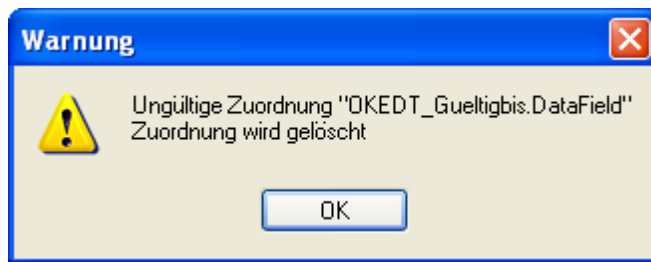 Warnung
Ungültige Zuordnung "OKEDT_Gueltigbis.DataField"
Zuordnung wird gelöscht
OK